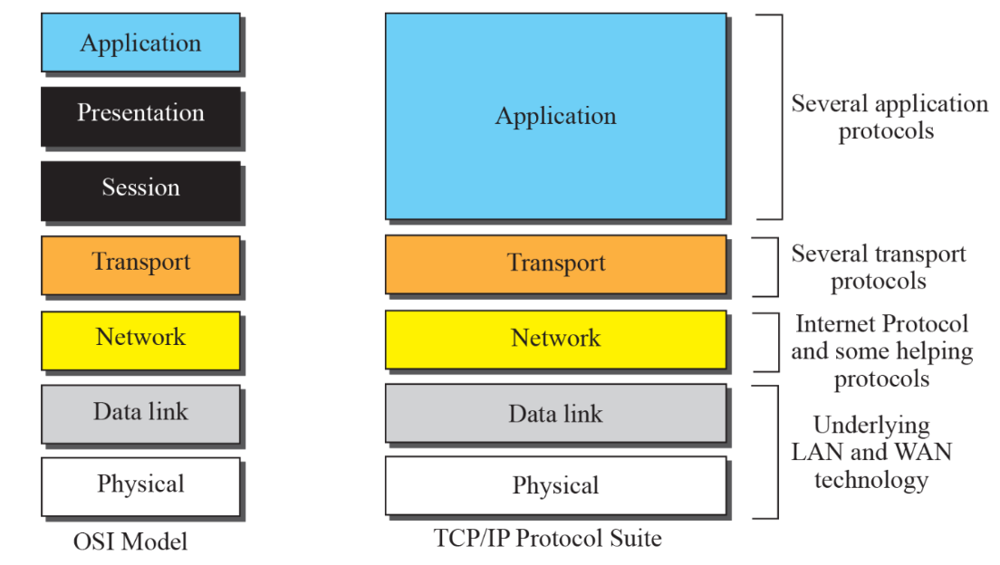 Application
Presentation
Session
Transport
Network
Data link
Physical
OSI Model
Application
Transport
Network
Data link
Physical
TCP/IP Protocol Suite
Several application
protocols
Several transport
protocols
Internet Protocol
and some helping
protocols
Underlying
LAN and WAN
technology